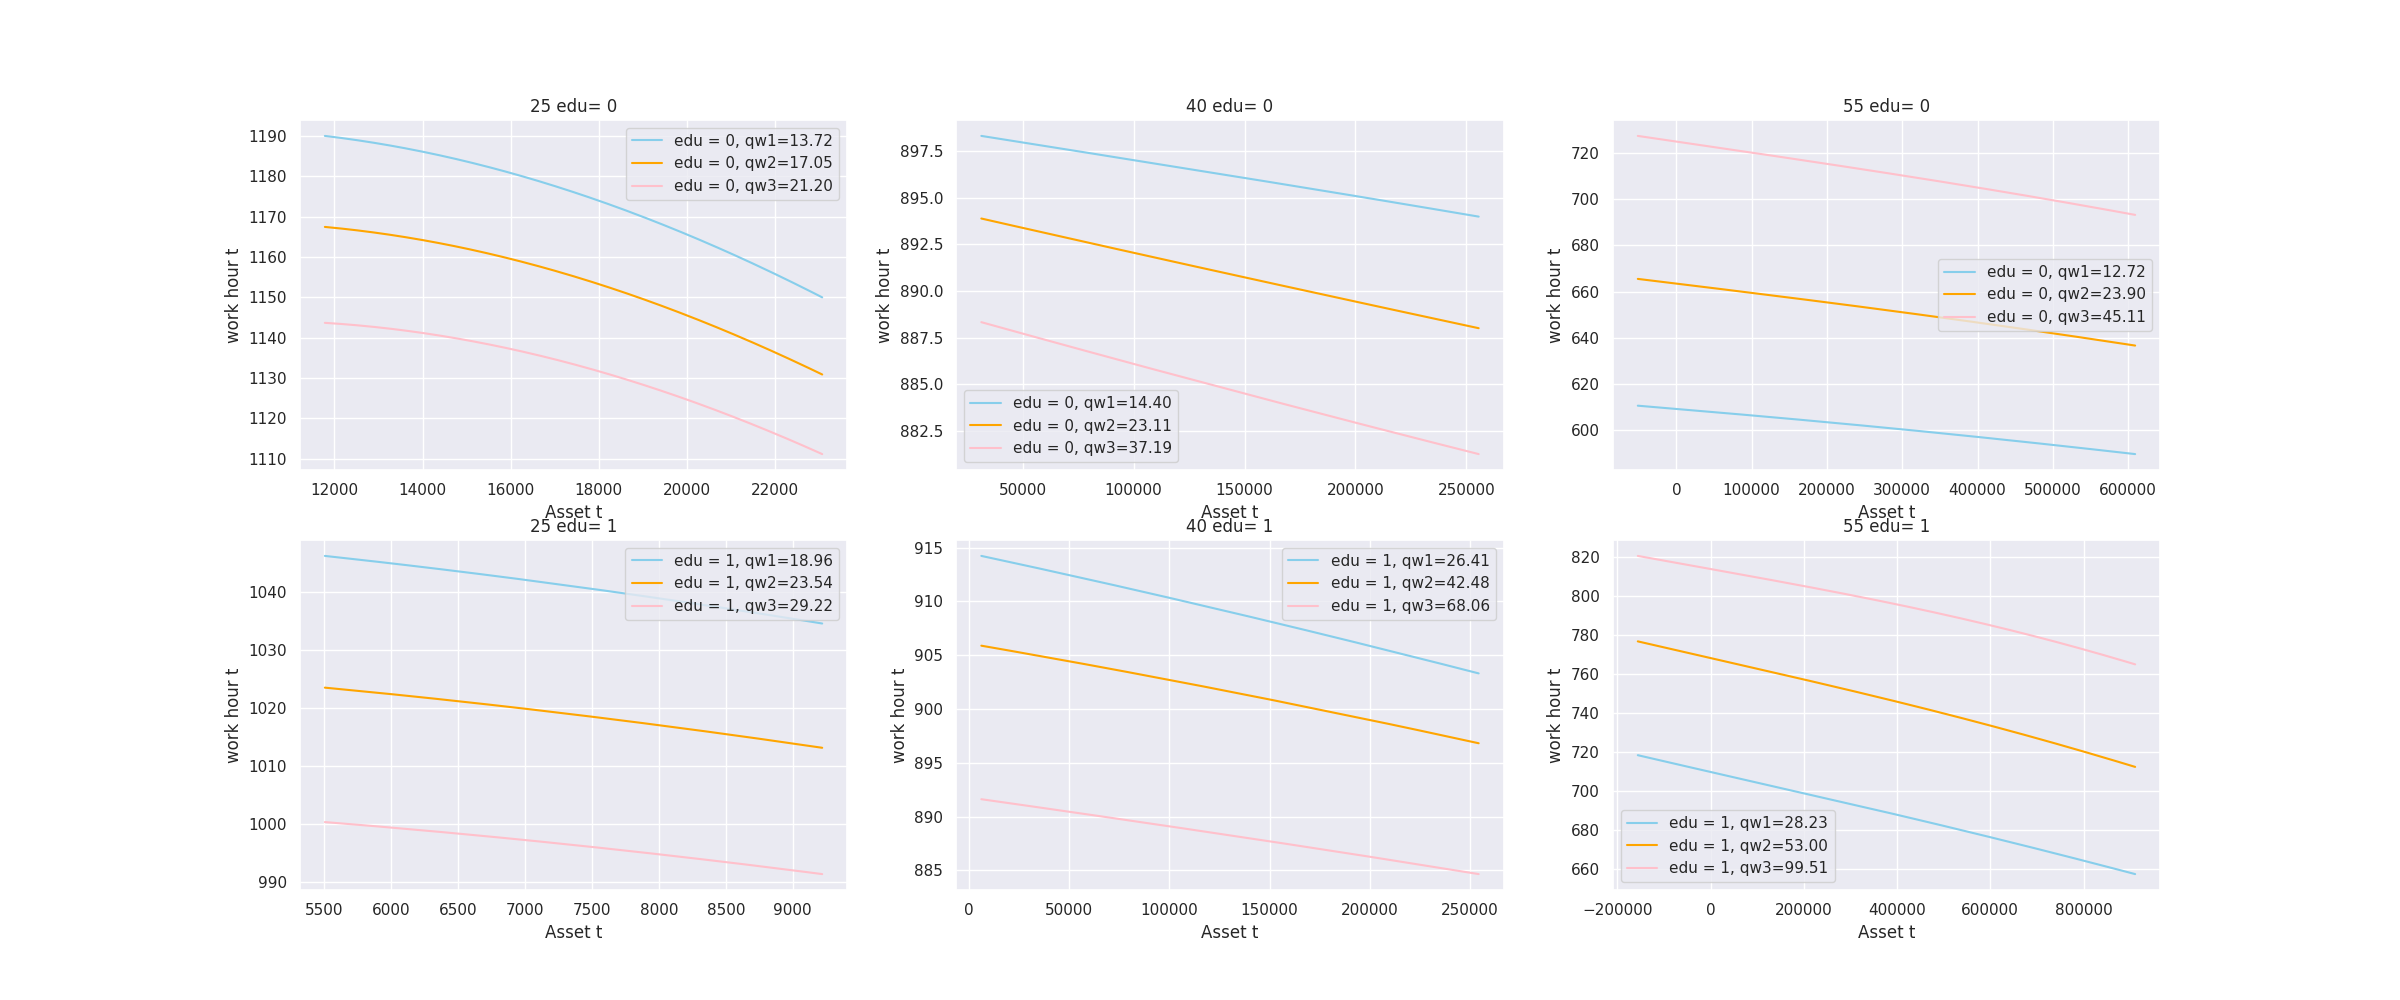 25 edu= 0
work hour t
1190
1180
1170
1160
1150
1140
1130
1120
1110
edu = 0, qw1=13.72
edu = 0, qw2=17.05
edu = 0, qw3=21.20
12000 14000 16000 18000 20000 22000
Asset t
40 edu= 0
work hour t
897.5
895.0
892.5
890.0
887.5
885.0
882.5
edu = 0, qw1=14.40
edu = 0, qw2=23.11
edu = 0, qw3=37.19
50000 100000 150000 200000 250000
Asset t
55 edu= 0
work hour t
720
700
680
660
640
620
600
edu = 0, qw1=12.72
edu = 0, qw2=23.90
edu = 0, qw3=45.11
0 100000 200000 300000 400000 500000 600000
Asset t
25 edu= 1
work hour t
1040
1030
1020
1010
1000
990
edu = 1, qw1=18.96
edu = 1, qw2=23.54
edu = 1, qw3=29.22
5500 6000 6500 7000 7500 8000 8500 9000
Asset t
40 edu= 1
work hour t
915
910
905
900
895
890
885
edu = 1, qw1=26.41
edu = 1, qw2=42.48
edu = 1, qw3=68.06
0 50000 100000 150000 200000 250000
Asset t
55 edu= 1
work hour t
820
800
780
760
740
720
700
680
660
edu = 1, qw1=28.23
edu = 1, qw2=53.00
edu = 1, qw3=99.51
−200000 0 200000 400000 600000 800000
Asset t